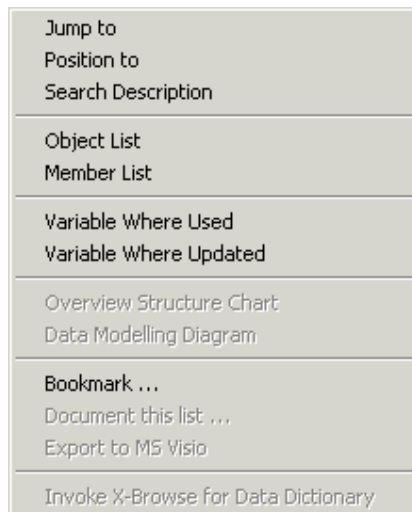 Jump to
Position to
Search Description
Object List
Member List
Variable Where Used
Variable Where Updated
Overview Structure Chart
Data Modelling Diagram
Bookmark ...
Document this list ...
Export to MS Visio
Invoke X-Browse for Data Dictionary